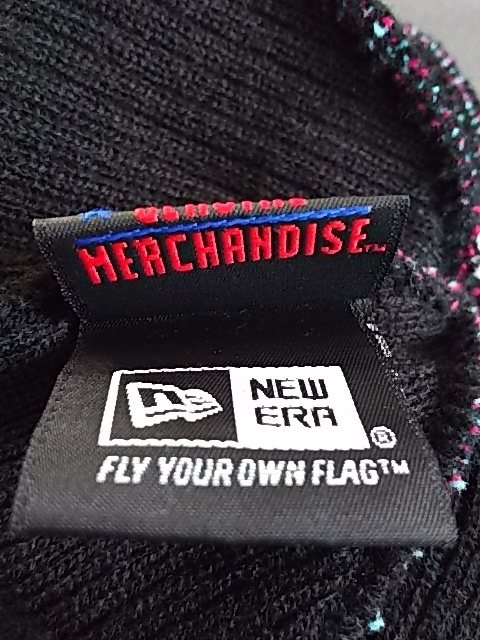 MERCHANDISE™
NEW
ERA®
FLY YOUR OWN FLAG™